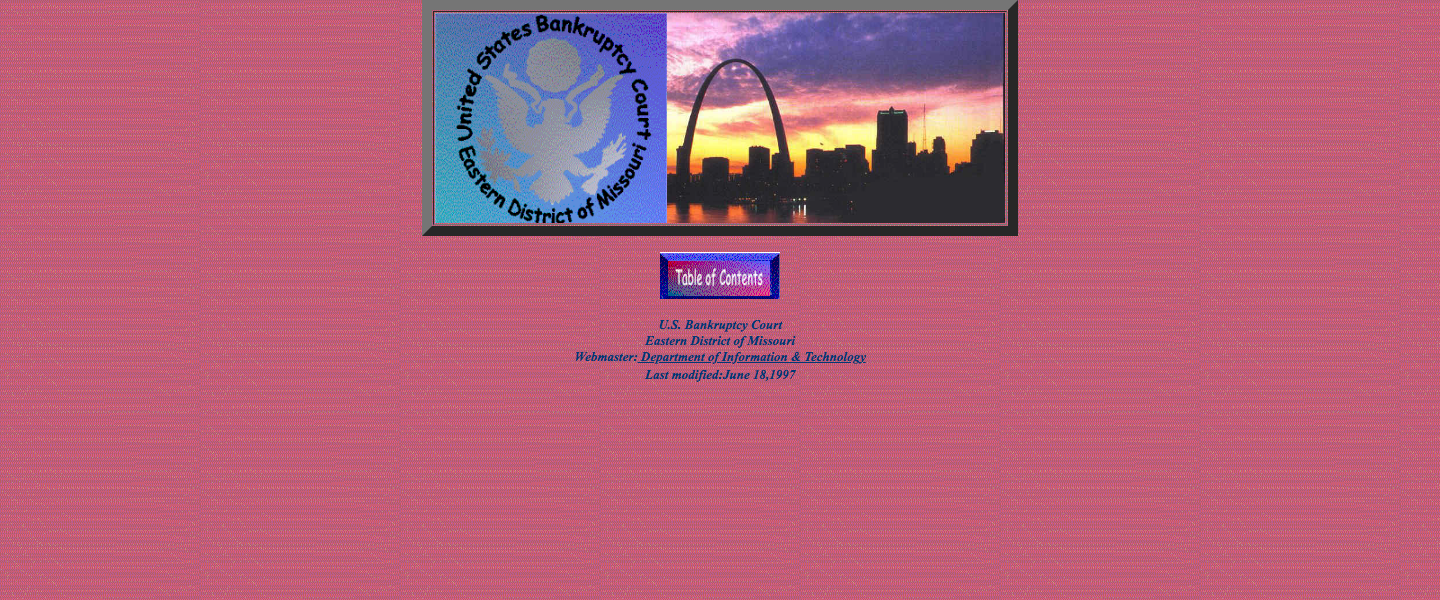 United States Bankruptcy Court
Eastern District of Missouri
Table of Contents
U.S. Bankruptcy Court
Eastern District of Missouri
Webmaster: Department of Information & Technology
Last modified:June 18,1997